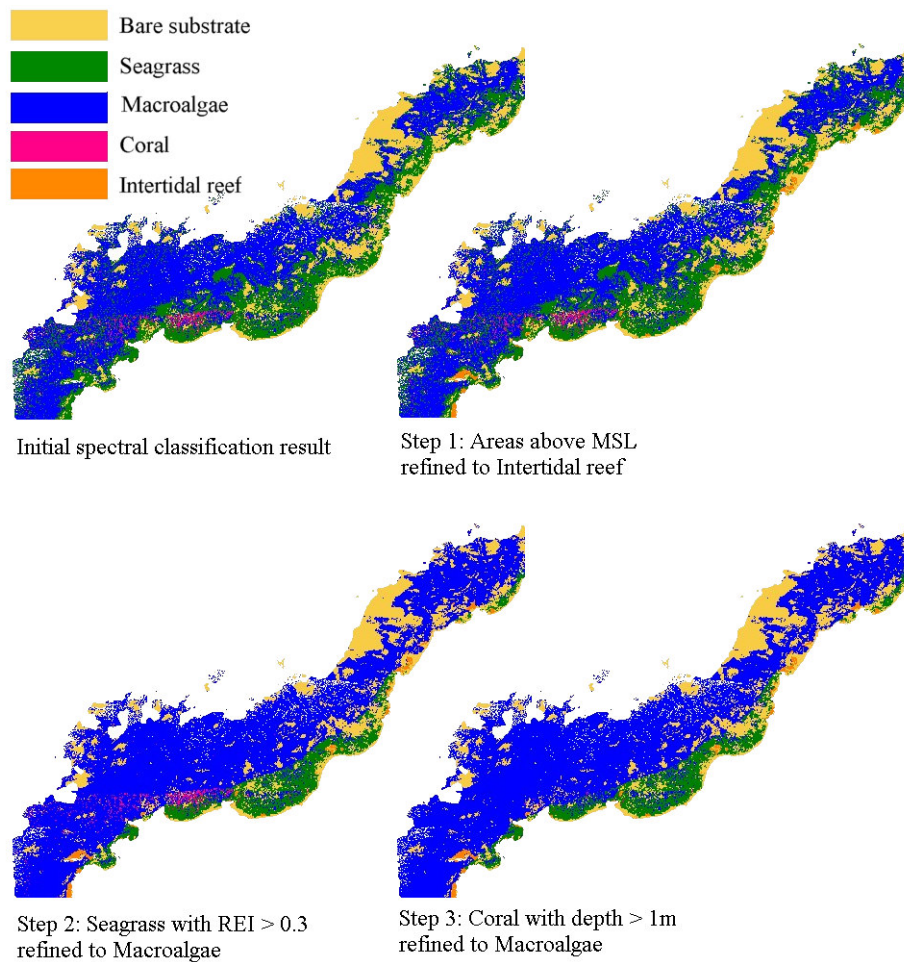 Bare substrate
Seagrass
Macroalgae
Coral
Intertidal reef
Initial spectral classification result
Step 1: Areas above MSL
refined to Intertidal reef
Step 2: Seagrass with REI > 0.3
refined to Macroalgae
Step 3: Coral with depth > 1m
refined to Macroalgae